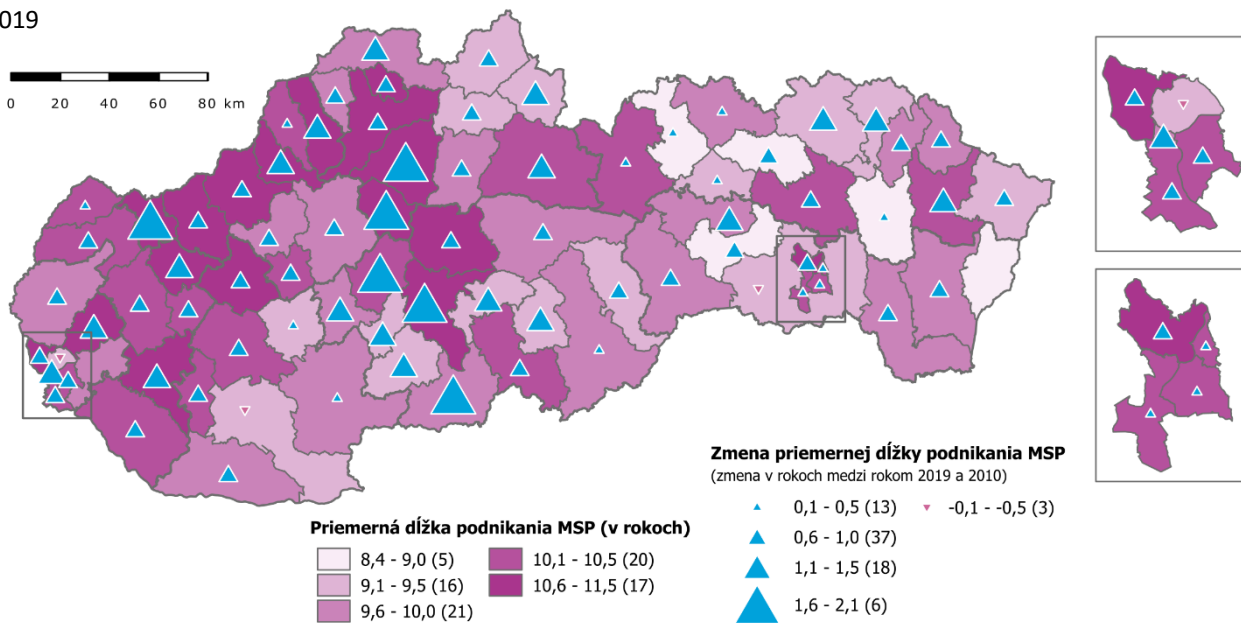 019
0 20 40 60 80 km
Priemerná dĺžka podnikania MSP (v rokoch)
8,4 - 9,0 (5)
9,1 - 9,5 (16)
9,6 - 10,0 (21)
10,1 - 10,5 (20)
10,6 - 11,5 (17)
Zmena priemernej dĺžky podnikania MSP
(zmena v rokoch medzi rokom 2019 a 2010)
0,1 - 0,5 (13)
0,6 - 1,0 (37)
1,1 - 1,5 (18)
1,6 - 2,1 (6)
-0,1 - -0,5 (3)